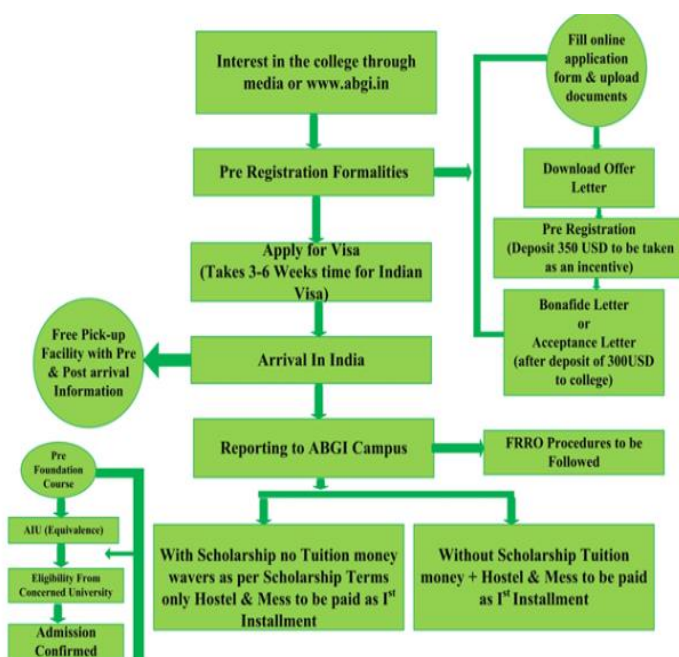 Interest in the college through
media or www.abgi.in
Pre Registration Formalities
Apply for Visa
(Takes 3-6 Weeks time for Indian
Visa)
Arrival In India
Free Pick-up
Facility with Pre
& Post arrival
Information
Reporting to ABGI Campus
FRRO Procedures to be
Followed
With Scholarship no Tuition money
wavers as per Scholarship Terms
only Hostel & Mess to be paid as Iˢᵗ
Installment
Without Scholarship Tuition
money + Hostel & Mess to be paid
as Iˢᵗ Installment
Fill online
application
form & upload
documents
Download Offer
Letter
Pre Registration
(Deposit 350 USD to be taken
as an incentive)
Bonafide Letter
or
Acceptance Letter
(after deposit of 300USD
to college)
Pre
Foundation
Course
AIU (Equivalence)
Eligibility From
Concerned University
Admission
Confirmed